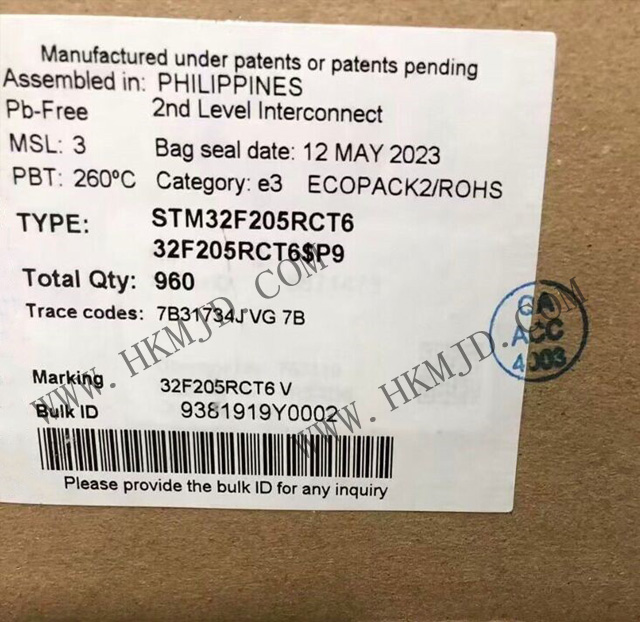 Manufactured under patents or patents pending
Assembled in: PHILIPPINES
Pb-Free 2nd Level Interconnect
MSL: 3 Bag seal date: 12 MAY 2023
PBT: 260ºC Category: e3 ECOPACK2/ROHS
TYPE: STM32F205RCT6
32F205RCT6$P9
Total Qty: 960
Trace codes: 7B31734JVG 7B
Marking 32F205RCT6 V
Bulk ID 9381919Y0002
Please provide the bulk ID for any inquiry
ACC
4003
WWW.HKMJD.COM
WWW.HKMJD.COM